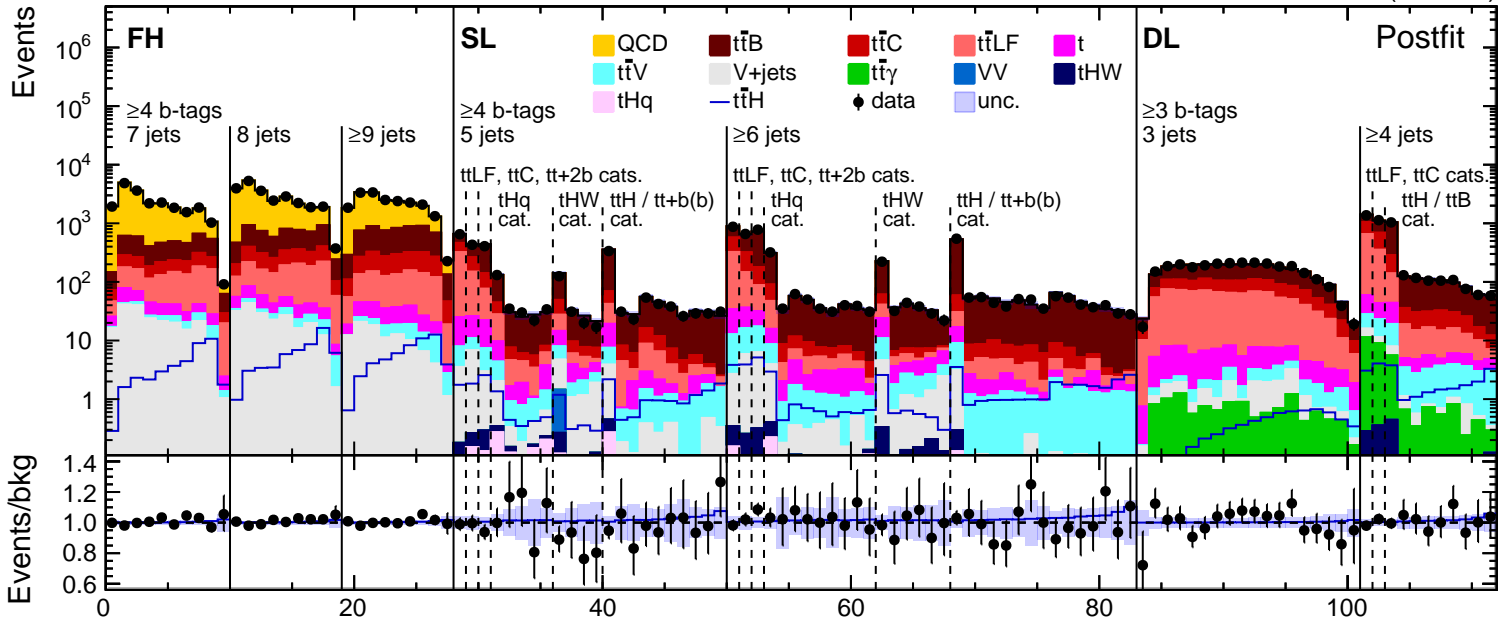 FH
SL
DL
Postfit
QCD
tt̄B
tt̄C
tt̄LF
t
tt̄V
V+jets
tt̄γ
VV
tHW
tHq
tt̄H
data
unc.
≥4 b-tags
7 jets
8 jets
≥9 jets
≥4 b-tags
5 jets
≥6 jets
≥3 b-tags
3 jets
≥4 jets
ttLF, ttC, tt+2b cats.
tHq
cat.
tHW
cat.
ttH / tt+b(b)
cat.
ttLF, ttC, tt+2b cats.
tHq
cat.
tHW
cat.
ttH / tt+b(b)
cat.
ttLF, ttC cats.
ttH / ttB
cat.
Events
10⁶
10⁵
10⁴
10³
10²
10
1
Events/bkg
1.4
1.2
1.0
0.8
0.6
0
20
40
60
80
100